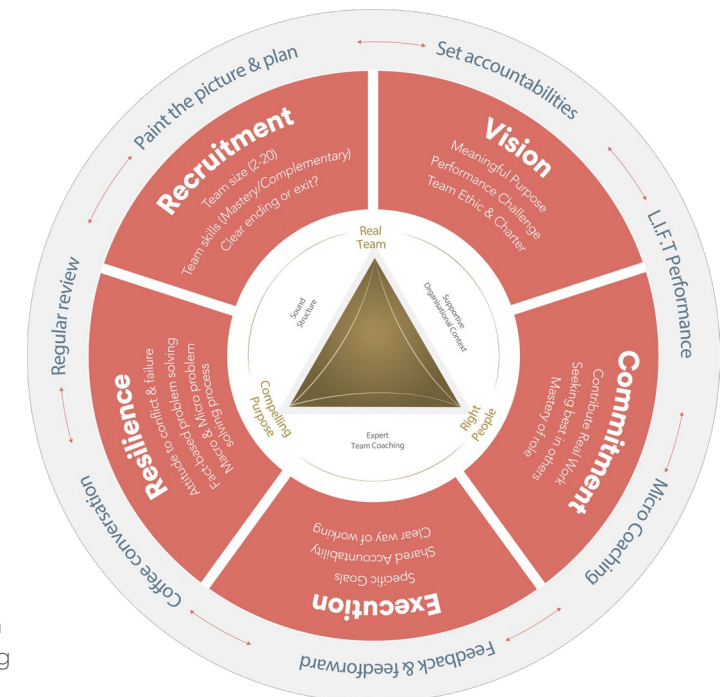 Paint the picture & plan
Set accountabilities
L.I.F.T Performance
Micro Coaching
Feedback & feedforward
Coffee conversation
Regular review
Recruitment
Team size (2-20)
Team skills (Mastery/Complementary)
Clear ending or exit?
Vision
Meaningful Purpose
Performance Challenge
Team Ethic & Charter
Commitment
Contribute Real Work
Seeking best in others
Mastery of role
Execution
Specific Goals
Shared Accountability
Clear way of working
Resilience
Attitude to conflict & failure
Fact-based problem solving
Macro & Micro problem
solving process
Real
Team
Sound
Structure
Supportive
Organisational Context
Compelling
Purpose
Right
People
Expert
Team Coaching
g